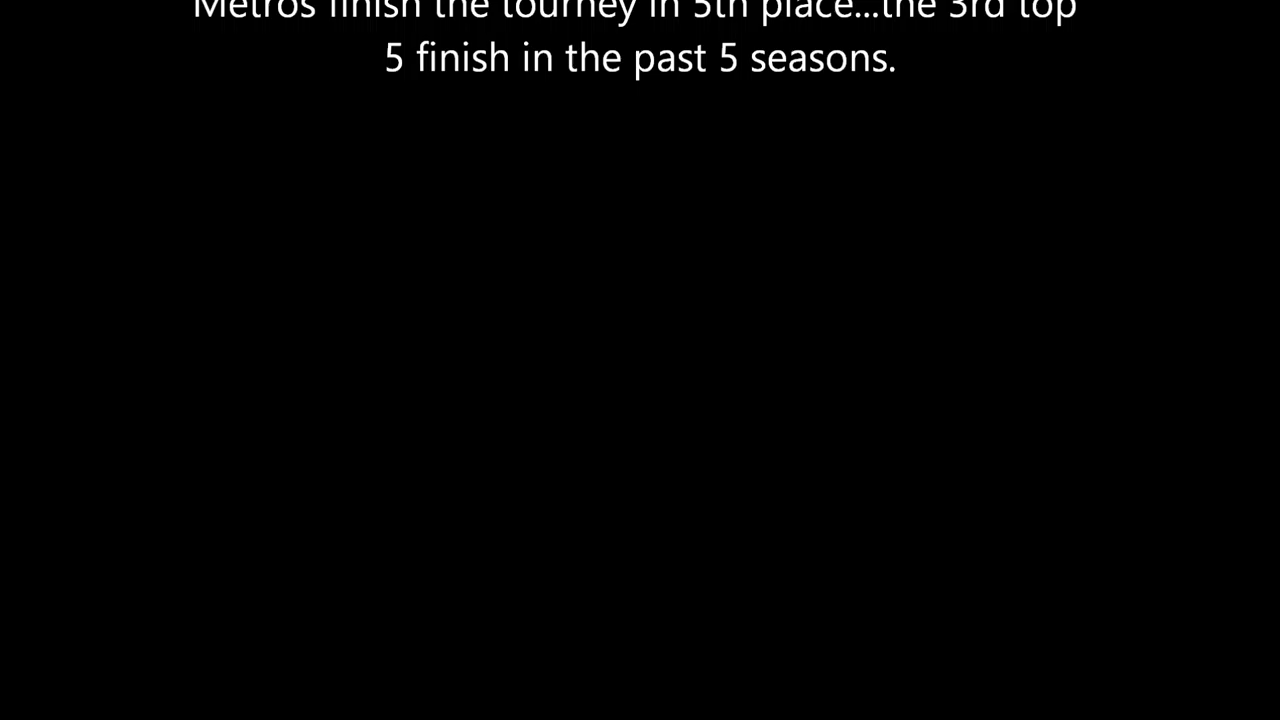 Metros finish the tourney in 5th place...the 3rd top
5 finish in the past 5 seasons.